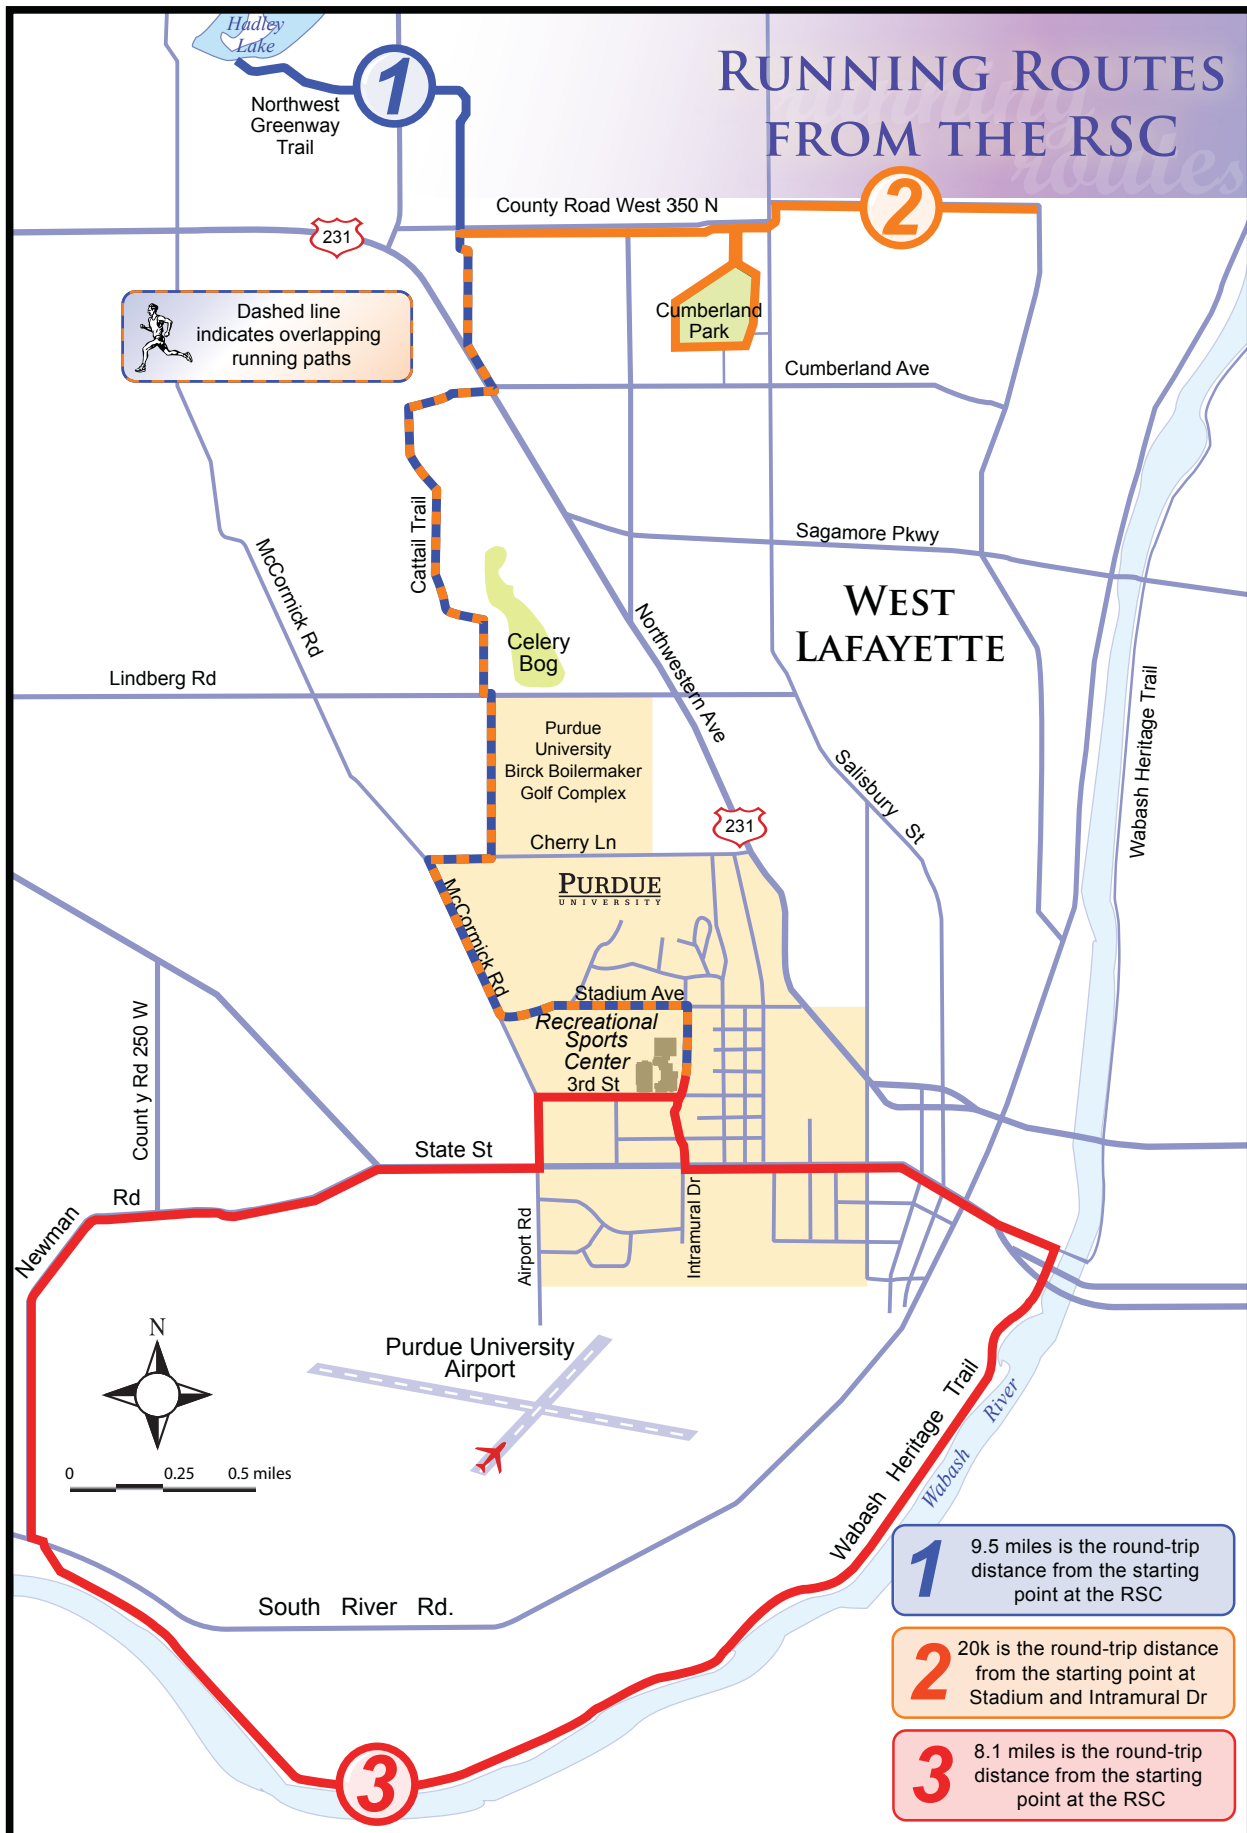 Hadley
Lake
1
Northwest
Greenway
Trail
RUNNING ROUTES
FROM THE RSC
running
routes
County Road West 350 N
2
231
Dashed line
indicates overlapping
running paths
Cumberland
Park
Cumberland Ave
Cattail Trail
Sagamore Pkwy
McCormick Rd
WEST
LAFAYETTE
Celery
Bog
Northwestern Ave
Lindberg Rd
Wabash Heritage Trail
Purdue
University
Birck Boilermaker
Golf Complex
Salisbury St
231
Cherry Ln
PURDUE
UNIVERSITY
McCormick Rd
Stadium Ave
Recreational
Sports
Center
3rd St
Count y Rd 250 W
State St
Newman Rd
Airport Rd
Intramural Dr
N
Purdue University
Airport
0 0.25 0.5 miles
Wabash Heritage Trail
Wabash River
South River Rd.
3
1
9.5 miles is the round-trip
distance from the starting
point at the RSC
2
20k is the round-trip distance
from the starting point at
Stadium and Intramural Dr
3
8.1 miles is the round-trip
distance from the starting
point at the RSC